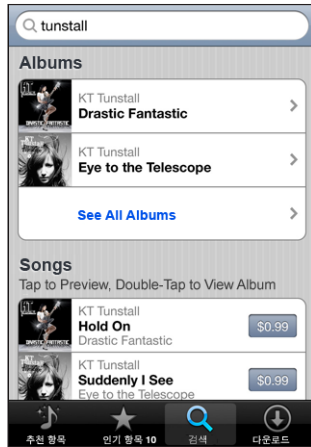 tunstall
Albums
KT Tunstall
Drastic Fantastic
KT Tunstall
Eye to the Telescope
See All Albums
Songs
Tap to Preview, Double-Tap to View Album
KT Tunstall
Hold On
$0.99
Drastic Fantastic
KT Tunstall
Suddenly I See
$0.99
Eye to the Telescope
추천 항목
인기 항목 10
검색
다운로드